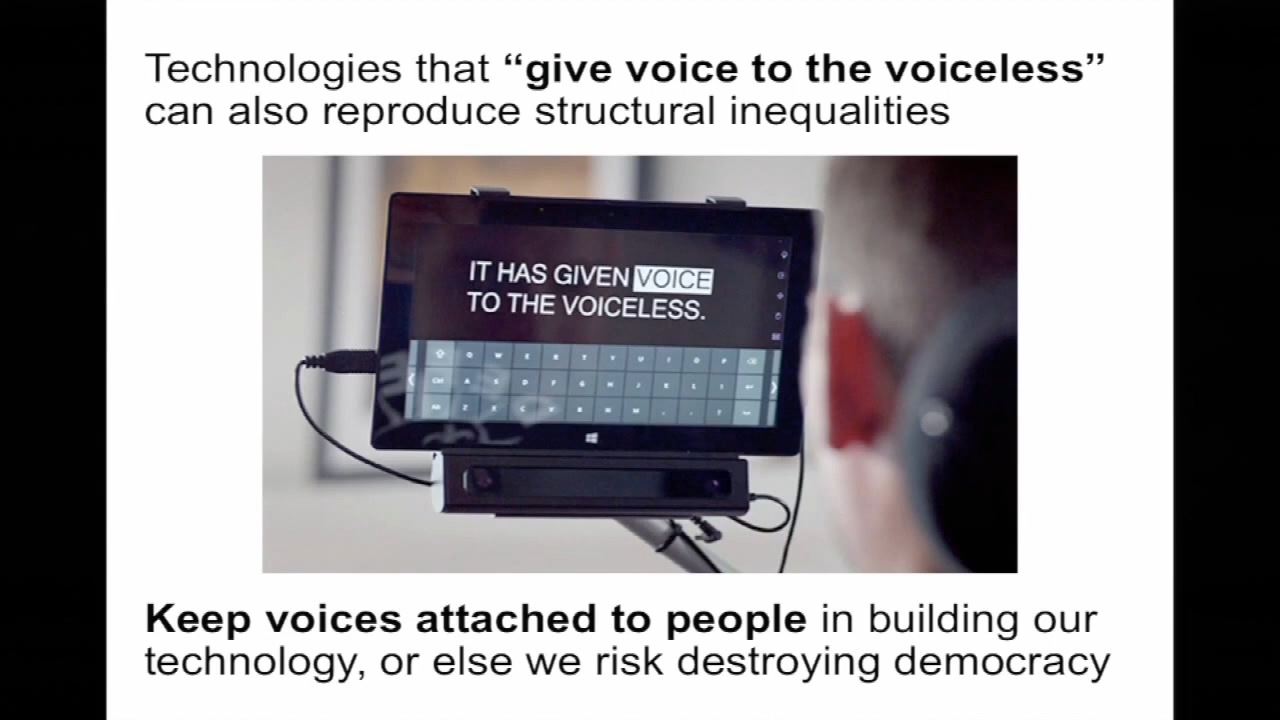 Technologies that “give voice to the voiceless”
can also reproduce structural inequalities
IT HAS GIVEN VOICE
TO THE VOICELESS.
Keep voices attached to people in building our
technology, or else we risk destroying democracy